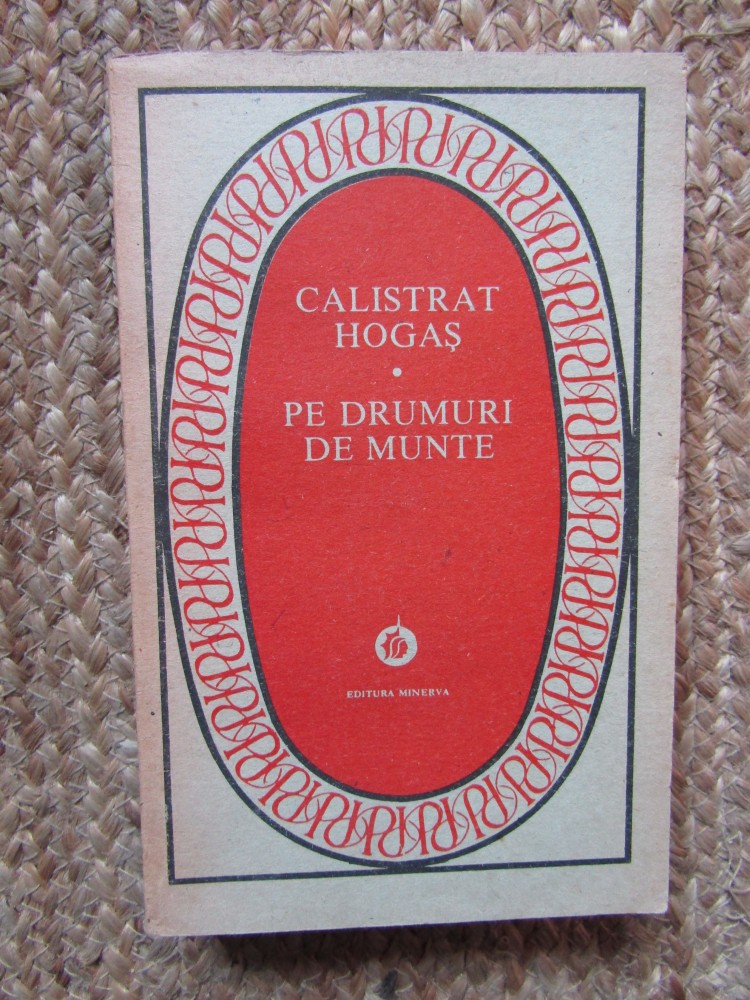 CALISTRAT
HOGAŞ
•
PE DRUMURI
DE MUNTE
EDITURA MINERVA